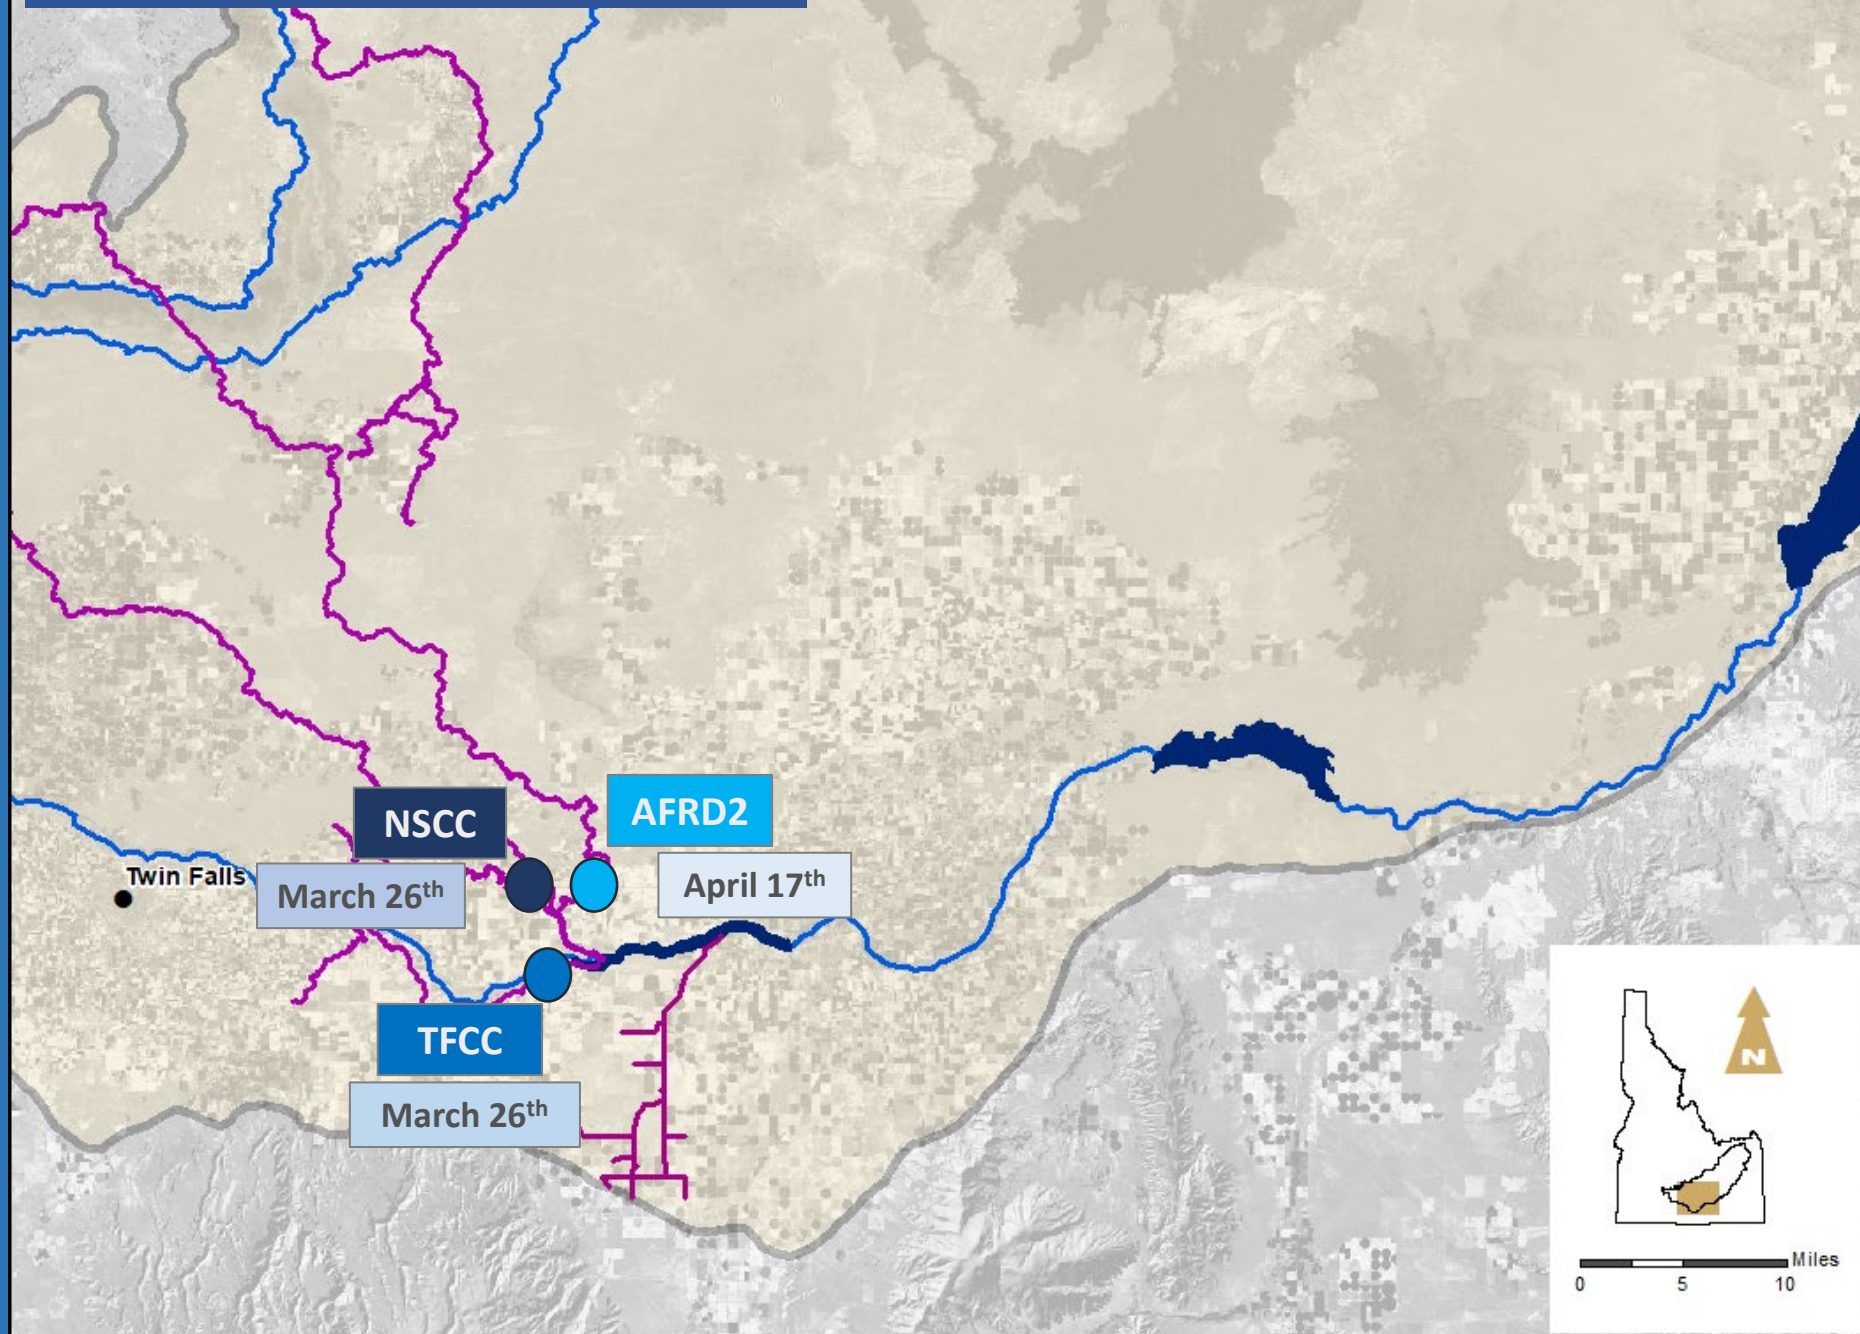 NSCC
AFRD2
March 26th
April 17th
Twin Falls
TFCC
March 26th
N
Miles
0 5 10